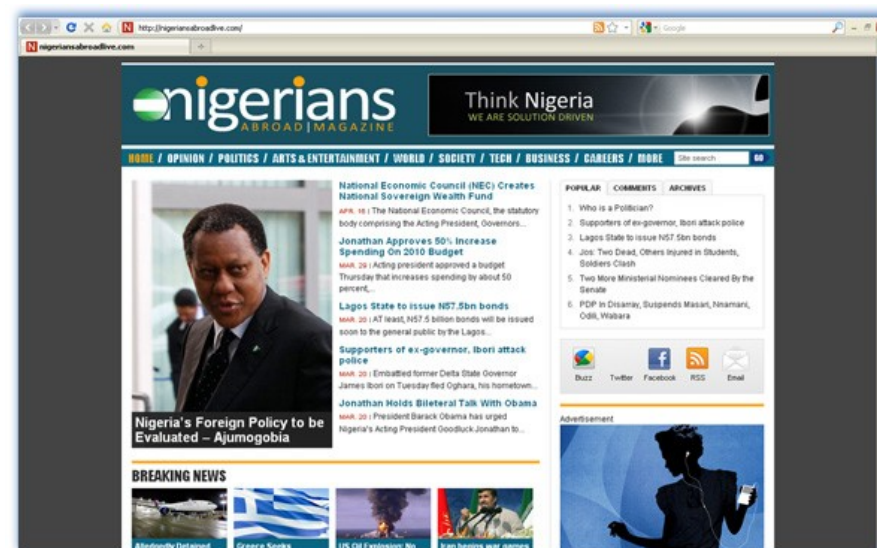 http://nigeriansabroadlive.com/
Google
nigeriansabroadlive.com
nigerians
ABROAD | MAGAZINE
Think Nigeria
WE ARE SOLUTION DRIVEN
HOME / OPINION / POLITICS / ARTS & ENTERTAINMENT / WORLD / SOCIETY / TECH / BUSINESS / CAREERS / MORE
Site search
GO
Nigeria's Foreign Policy to be
Evaluated – Ajumogobia
National Economic Council (NEC) Creates
National Sovereign Wealth Fund
APR. 16 | The National Economic Council, the statutory
body comprising the Acting President, Governors...
Jonathan Approves 50% Increase
Spending On 2010 Budget
MAR. 29 | Acting president approved a budget
Thursday that increases spending by about 50
percent,...
Lagos State to issue N57.5bn bonds
MAR. 20 | AT least, N57.5 billion bonds will be issued
soon to the general public by the Lagos...
Supporters of ex-governor, Ibori attack
police
MAR. 20 | Embattled former Delta State Governor
James Ibori on Tuesday fled Oghara, his hometown...
Jonathan Holds Bileteral Talk With Obama
MAR. 20 | President Barack Obama has urged
Nigeria's Acting President Goodluck Jonathan to...
POPULAR COMMENTS ARCHIVES
1. Who is a Politician?
2. Supporters of ex-governor, Ibori attack police
3. Lagos State to issue N57.5bn bonds
4. Jos: Two Dead, Others Injured in Students,
Soldiers Clash
5. Two More Ministerial Nominees Cleared By the
Senate
6. PDP In Disarray, Suspends Masari, Nnamani,
Odili, Wabara
Buzz Twitter Facebook RSS Email
Advertisement
BREAKING NEWS
Allegedly Detained
Greece Seeks
US Oil Explosion: No
Iran begins war games